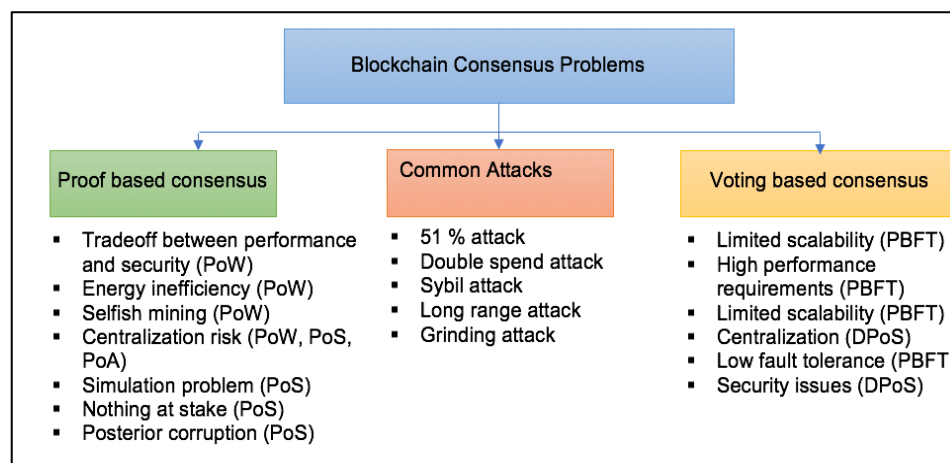 Blockchain Consensus Problems
Proof based consensus
▪ Tradeoff between performance
and security (PoW)
▪ Energy inefficiency (PoW)
▪ Selfish mining (PoW)
▪ Centralization risk (PoW, PoS,
PoA)
▪ Simulation problem (PoS)
▪ Nothing at stake (PoS)
▪ Posterior corruption (PoS)
Common Attacks
▪ 51 % attack
▪ Double spend attack
▪ Sybil attack
▪ Long range attack
▪ Grinding attack
Voting based consensus
▪ Limited scalability (PBFT)
▪ High performance
requirements (PBFT)
▪ Limited scalability (PBFT)
▪ Centralization (DPoS)
▪ Low fault tolerance (PBFT
▪ Security issues (DPoS)